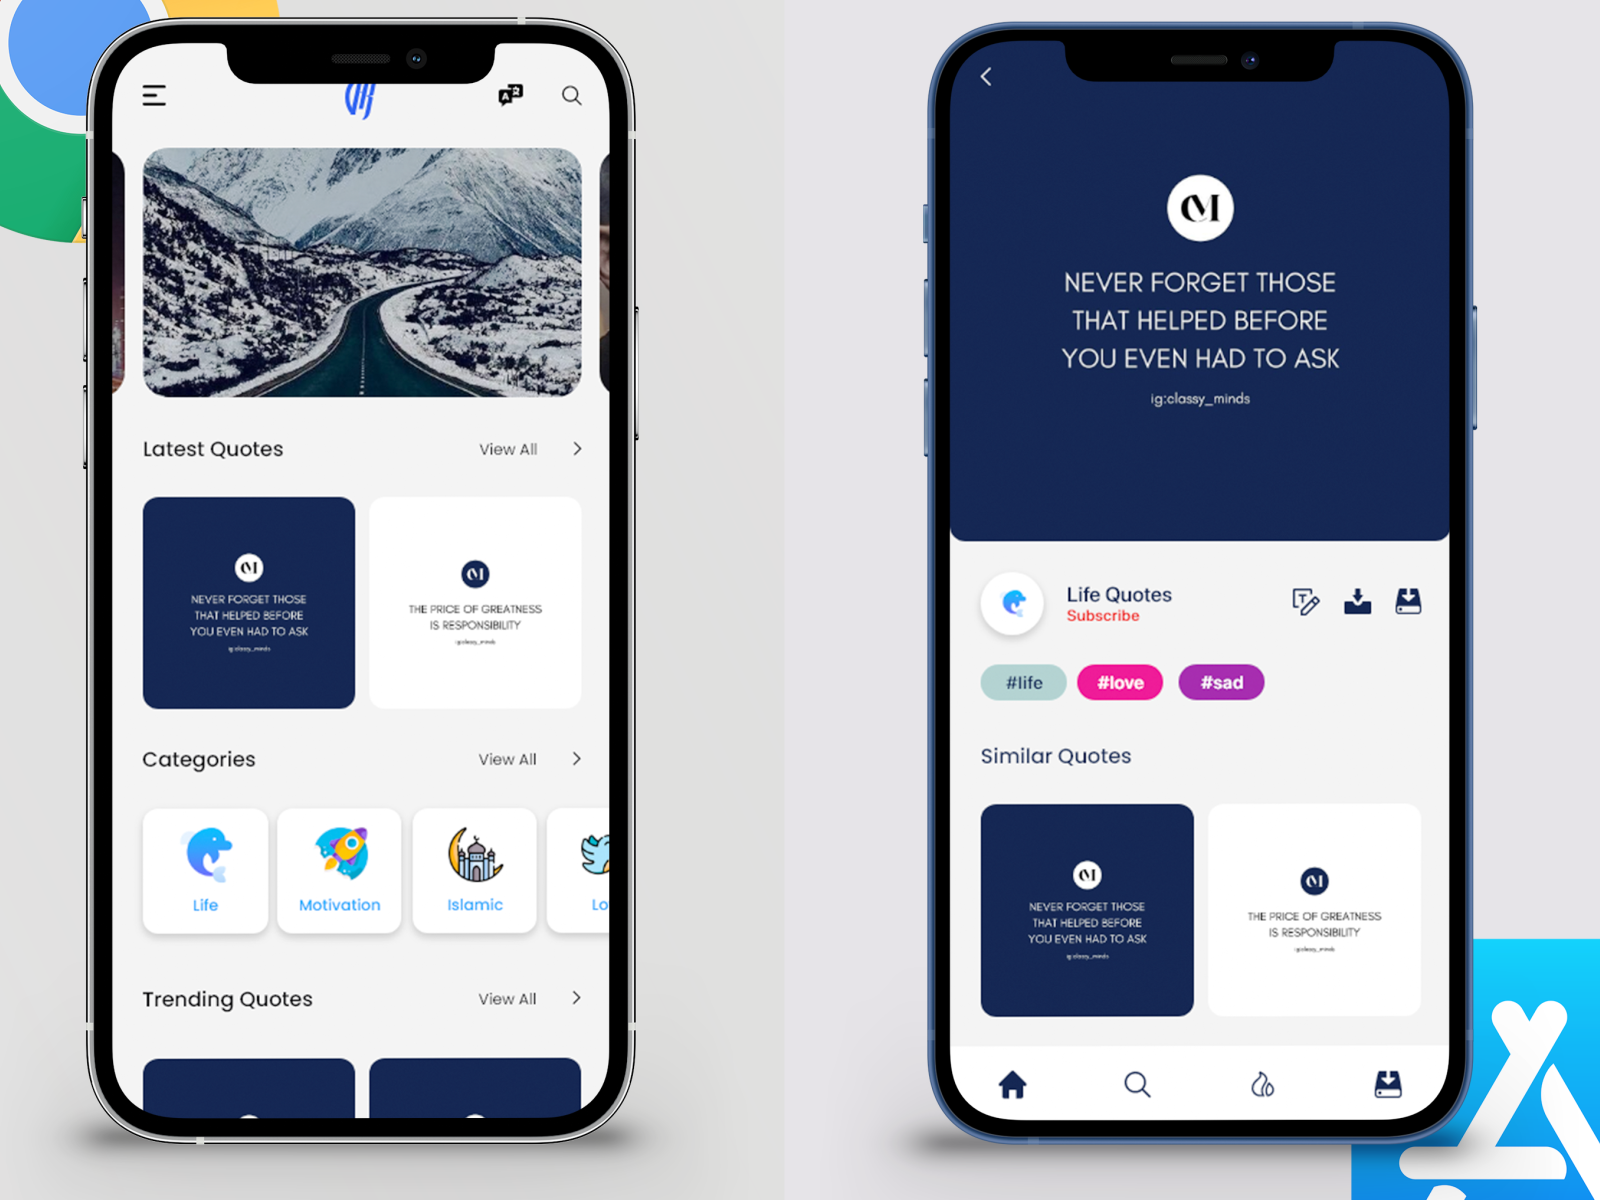 Latest Quotes
View All
NEVER FORGET THOSE
THAT HELPED BEFORE
YOU EVEN HAD TO ASK
ig:classy_minds
THE PRICE OF GREATNESS
IS RESPONSIBILITY
ig:classy_minds
Categories
View All
Life
Motivation
Islamic
Lo
Trending Quotes
View All
CM
NEVER FORGET THOSE
THAT HELPED BEFORE
YOU EVEN HAD TO ASK
ig:classy_minds
Life Quotes
Subscribe
#life
#love
#sad
Similar Quotes
NEVER FORGET THOSE
THAT HELPED BEFORE
YOU EVEN HAD TO ASK
ig:classy_minds
THE PRICE OF GREATNESS
IS RESPONSIBILITY
ig:classy_minds